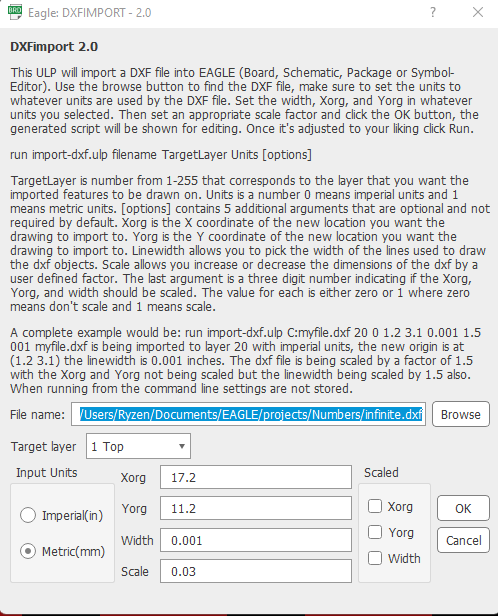 BRD Eagle: DXFIMPORT - 2.0 ? ×
DXFimport 2.0
This ULP will import a DXF file into EAGLE (Board, Schematic, Package or Symbol-
Editor). Use the browse button to find the DXF file, make sure to set the units to
whatever units are used by the DXF file. Set the width, Xorg, and Yorg in whatever
units you selected. Then set an appropriate scale factor and click the OK button, the
generated script will be shown for editing. Once it's adjusted to your liking click Run.
run import-dxf.ulp filename TargetLayer Units [options]
TargetLayer is number from 1-255 that corresponds to the layer that you want the
imported features to be drawn on. Units is a number 0 means imperial units and 1
means metric units. [options] contains 5 additional arguments that are optional and not
required by default. Xorg is the X coordinate of the new location you want the
drawing to import to. Yorg is the Y coordinate of the new location you want the
drawing to import to. Linewidth allows you to pick the width of the lines used to draw
the dxf objects. Scale allows you increase or decrease the dimensions of the dxf by a
user defined factor. The last argument is a three digit number indicating if the Xorg,
Yorg, and width should be scaled. The value for each is either zero or 1 where zero
means don't scale and 1 means scale.
A complete example would be: run import-dxf.ulp C:myfile.dxf 20 0 1.2 3.1 0.001 1.5
001 myfile.dxf is being imported to layer 20 with imperial units, the new origin is at
(1.2 3.1) the linewidth is 0.001 inches. The dxf file is being scaled by a factor of 1.5
with the Xorg and Yorg not being scaled but the linewidth being scaled by 1.5 also.
When running from the command line settings are not stored.
File name: /Users/Ryzen/Documents/EAGLE/projects/Numbers/infinite.dxf Browse
Target layer 1 Top
Input Units
Imperial(in)
Metric(mm)
Xorg 17.2
Yorg 11.2
Width 0.001
Scale 0.03
Scaled
Xorg
Yorg
Width
OK
Cancel